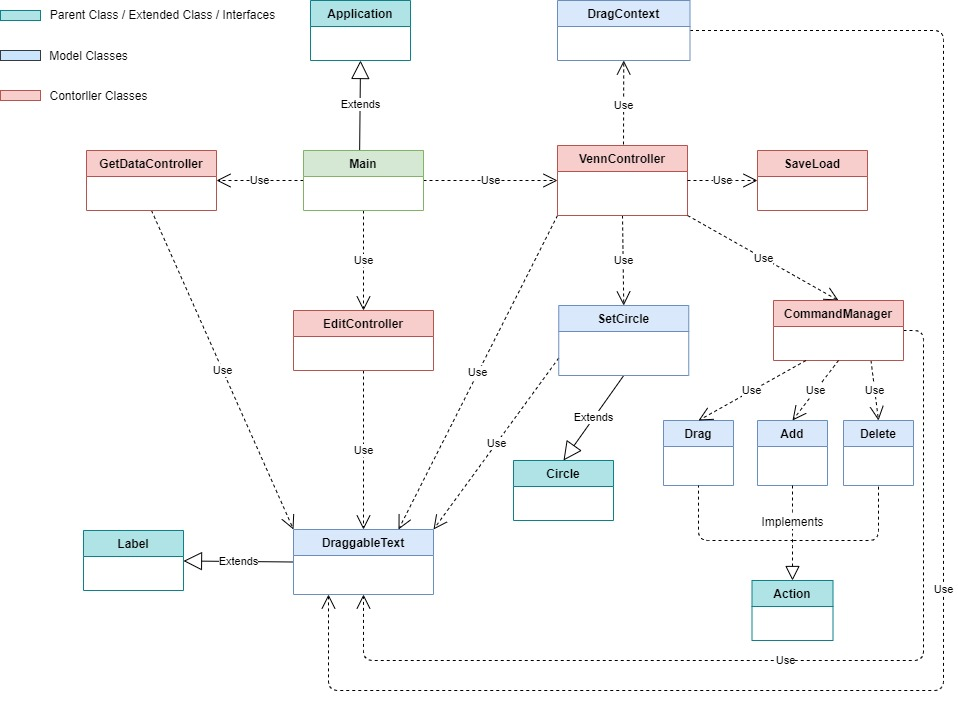 Parent Class / Extended Class / Interfaces
Application
DragContext
Model Classes
Contorller Classes
Extends
Use
GetDataController
Main
VennController
SaveLoad
Use
Use
Use
Use
Use
Use
EditController
SetCircle
CommandManager
Use
Use
Use
Use
Use
Extends
Drag
Add
Delete
Use
Use
Circle
Implements
Label
DraggableText
Extends
Action
Use
Use